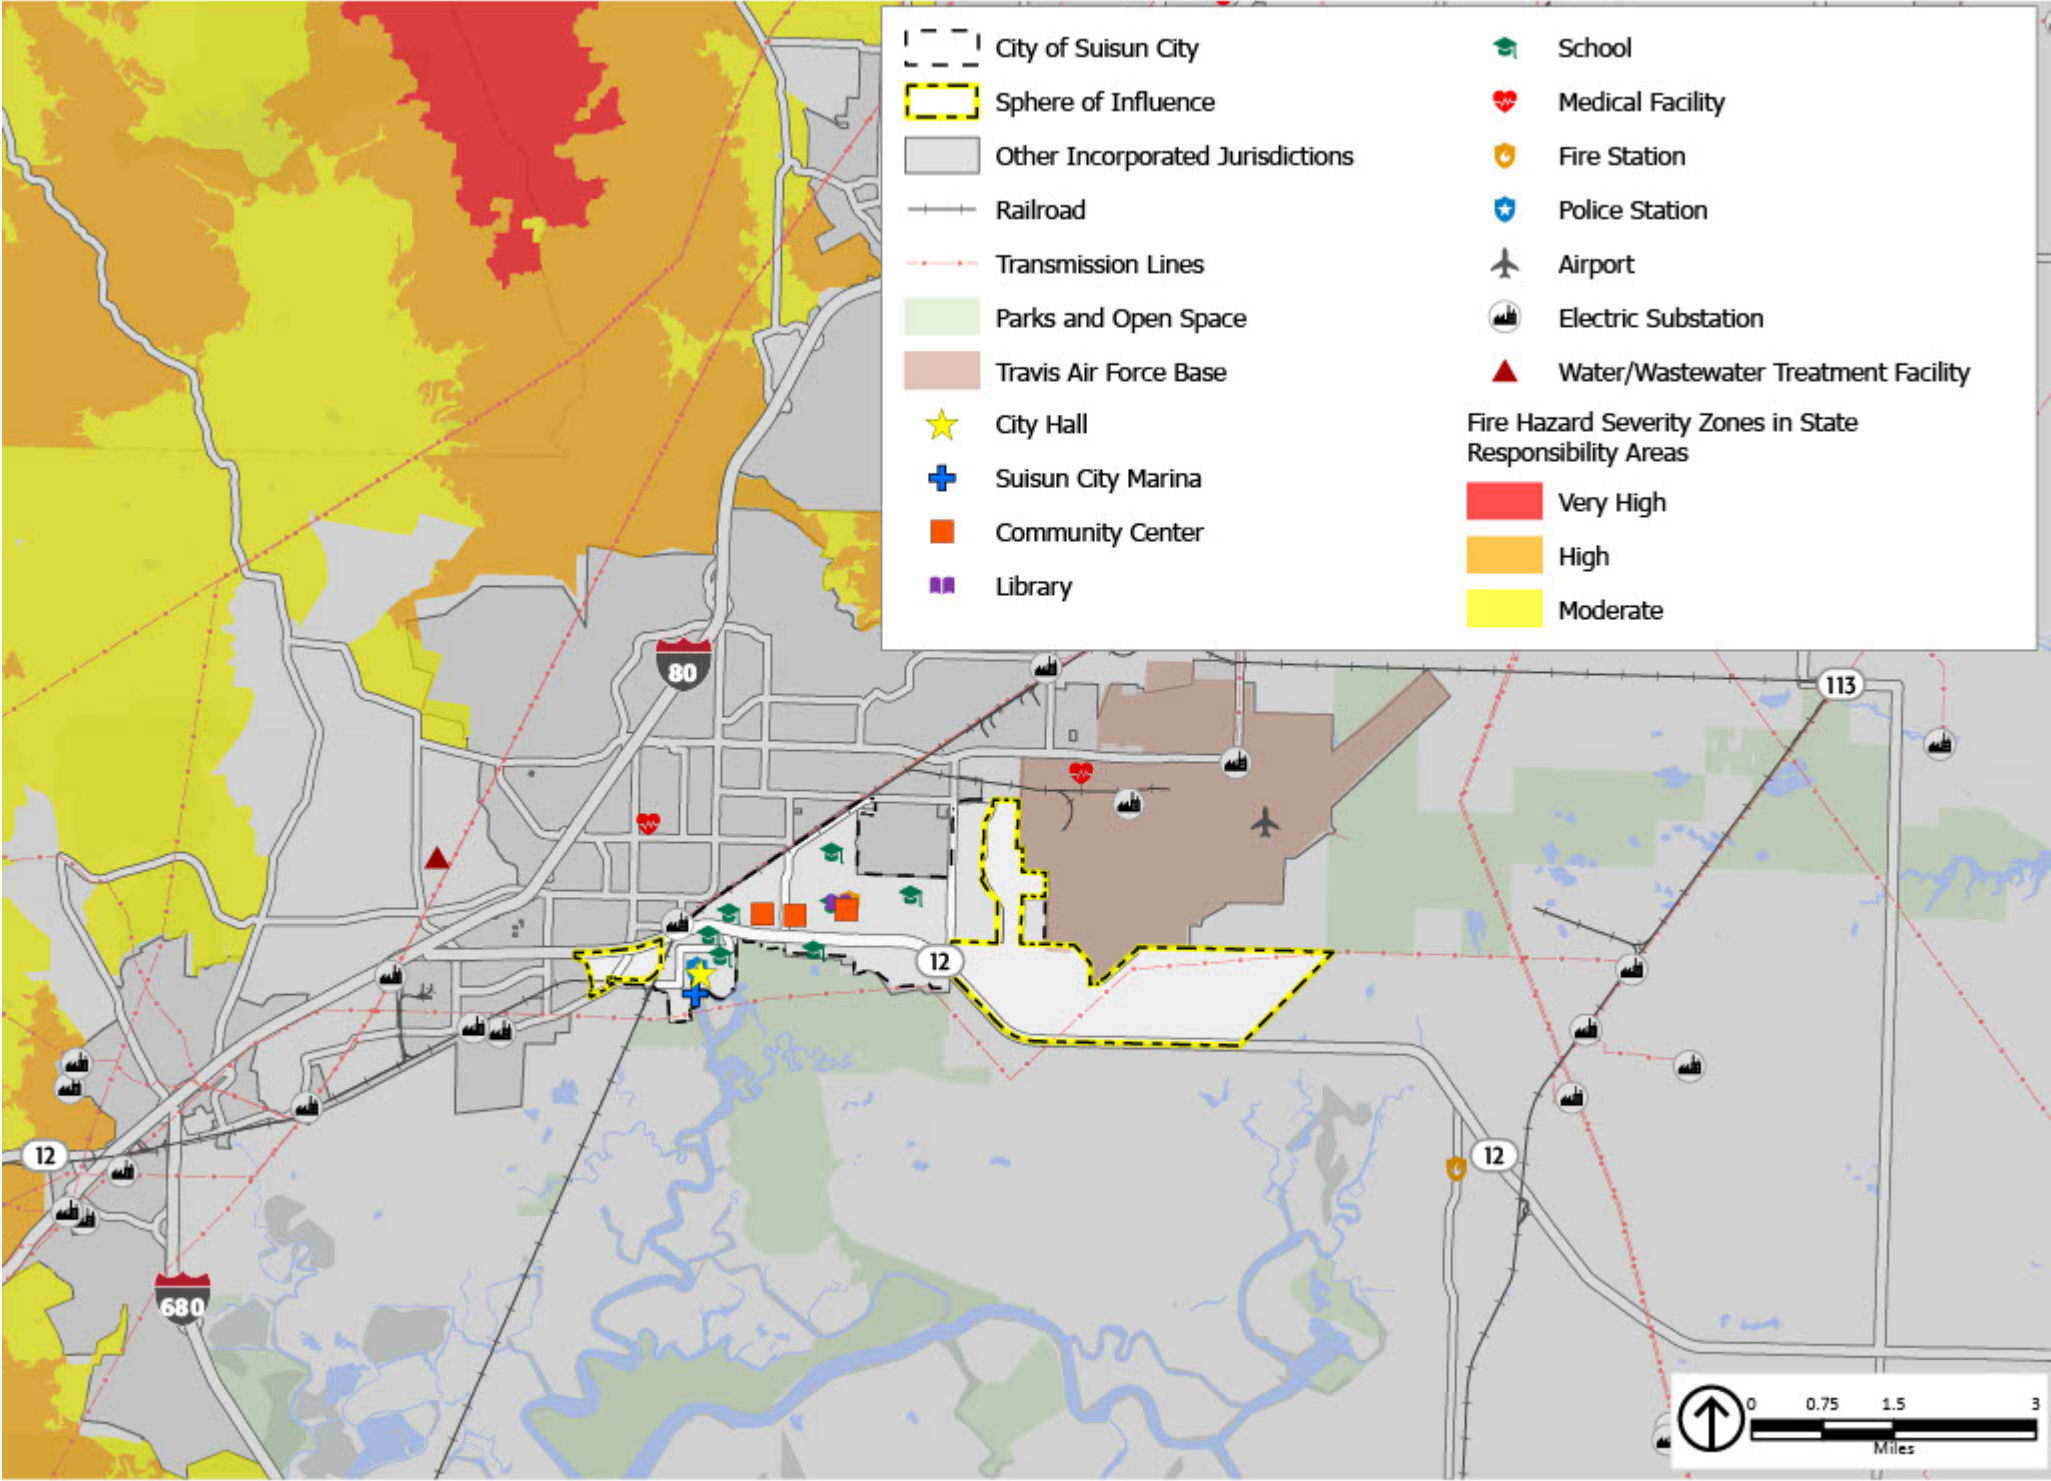 City of Suisun City
Sphere of Influence
Other Incorporated Jurisdictions
Railroad
Transmission Lines
Parks and Open Space
Travis Air Force Base
City Hall
Suisun City Marina
Community Center
Library
School
Medical Facility
Fire Station
Police Station
Airport
Electric Substation
Water/Wastewater Treatment Facility
Fire Hazard Severity Zones in State
Responsibility Areas
Very High
High
Moderate
80
113
12
12
12
680
0 0.75 1.5 3
Miles